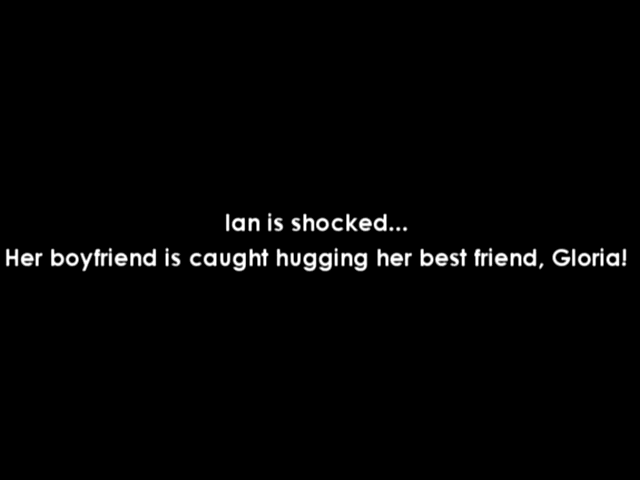 Ian is shocked...
Her boyfriend is caught hugging her best friend, Gloria!